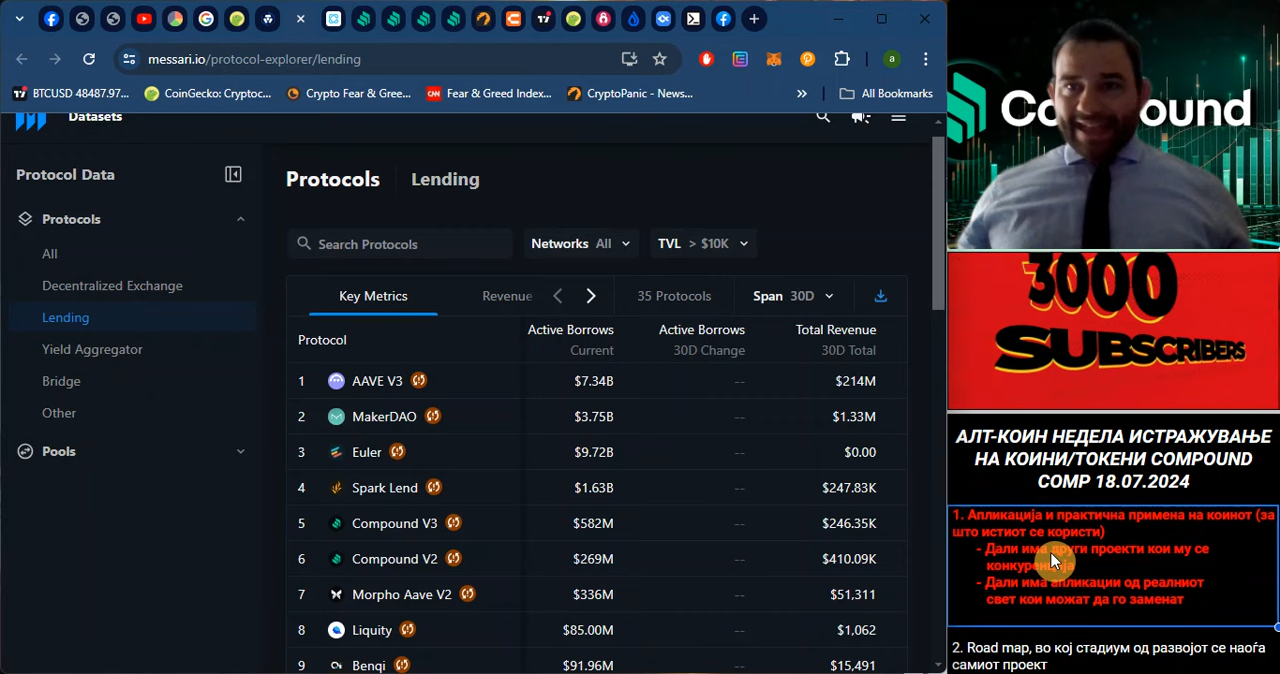 messari.io/protocol-explorer/lending
BTCUSD 48487.97...
CoinGecko: Cryptoc...
Crypto Fear & Gree...
Fear & Greed Index...
CryptoPanic - News...
All Bookmarks
Datasets
Protocol Data
Protocols
All
Decentralized Exchange
Lending
Yield Aggregator
Bridge
Other
Pools
Protocols Lending
Search Protocols
Networks All
TVL > $10K
Key Metrics Revenue 35 Protocols Span 30D
Protocol Active Borrows Current Active Borrows 30D Change Total Revenue 30D Total
1 AAVE V3 $7.34B -- $214M
2 MakerDAO $3.75B -- $1.33M
3 Euler $9.72B -- $0.00
4 Spark Lend $1.63B -- $247.83K
5 Compound V3 $582M -- $246.35K
6 Compound V2 $269M -- $410.09K
7 Morpho Aave V2 $336M -- $51,311
8 Liquity $85.00M -- $1,062
9 Benqi $91.96M -- $15,491
3000
SUBSCRIBERS
АЛТ-КОИН НЕДЕЛА ИСТРАЖУВАЊЕ
НА КОИНИ/ТОКЕНИ COMPOUND
COMP 18.07.2024
1. Апликација и практична примена на коинот (за
што истиот се користи)
- Дали има други проекти кои му се
конкуренција
- Дали има апликации од реалниот
свет кои можат да го заменат
2. Road map, во кој стадиум од развојот се наоѓа
самиот проект